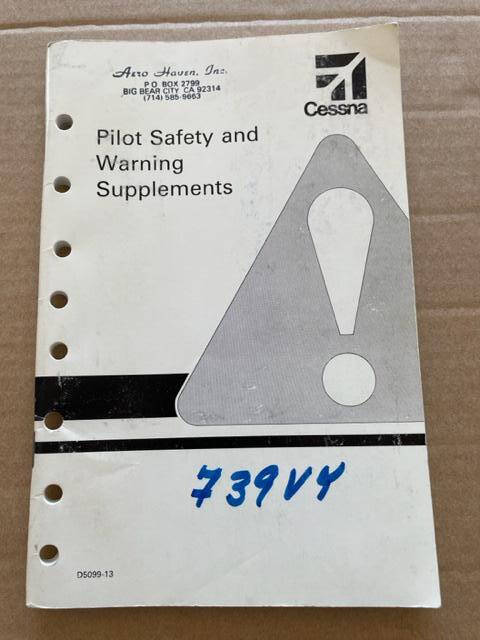 Aero Haven, Inc.
P O BOX 2799
BIG BEAR CITY CA 92314
(714) 585-9663
Cessna
Pilot Safety and
Warning
Supplements
739VY
D5099-13